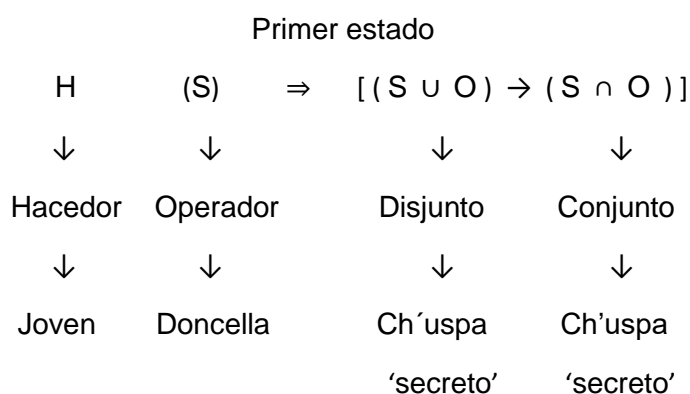 Primer estado
H (S) ⇒ [ ( S ∪ O ) → ( S ∩ O ) ]
↓ ↓ ↓ ↓
Hacedor Operador Disjunto Conjunto
↓ ↓ ↓ ↓
Joven Doncella Ch´uspa Ch’uspa
‘secreto’ ‘secreto’